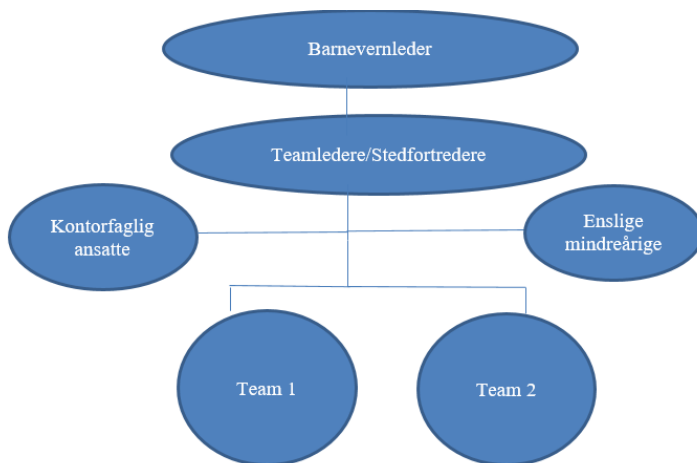 Barnevernleder
Teamledere/Stedfortredere
Kontorfaglig
ansatte
Enslige
mindreårige
Team 1
Team 2